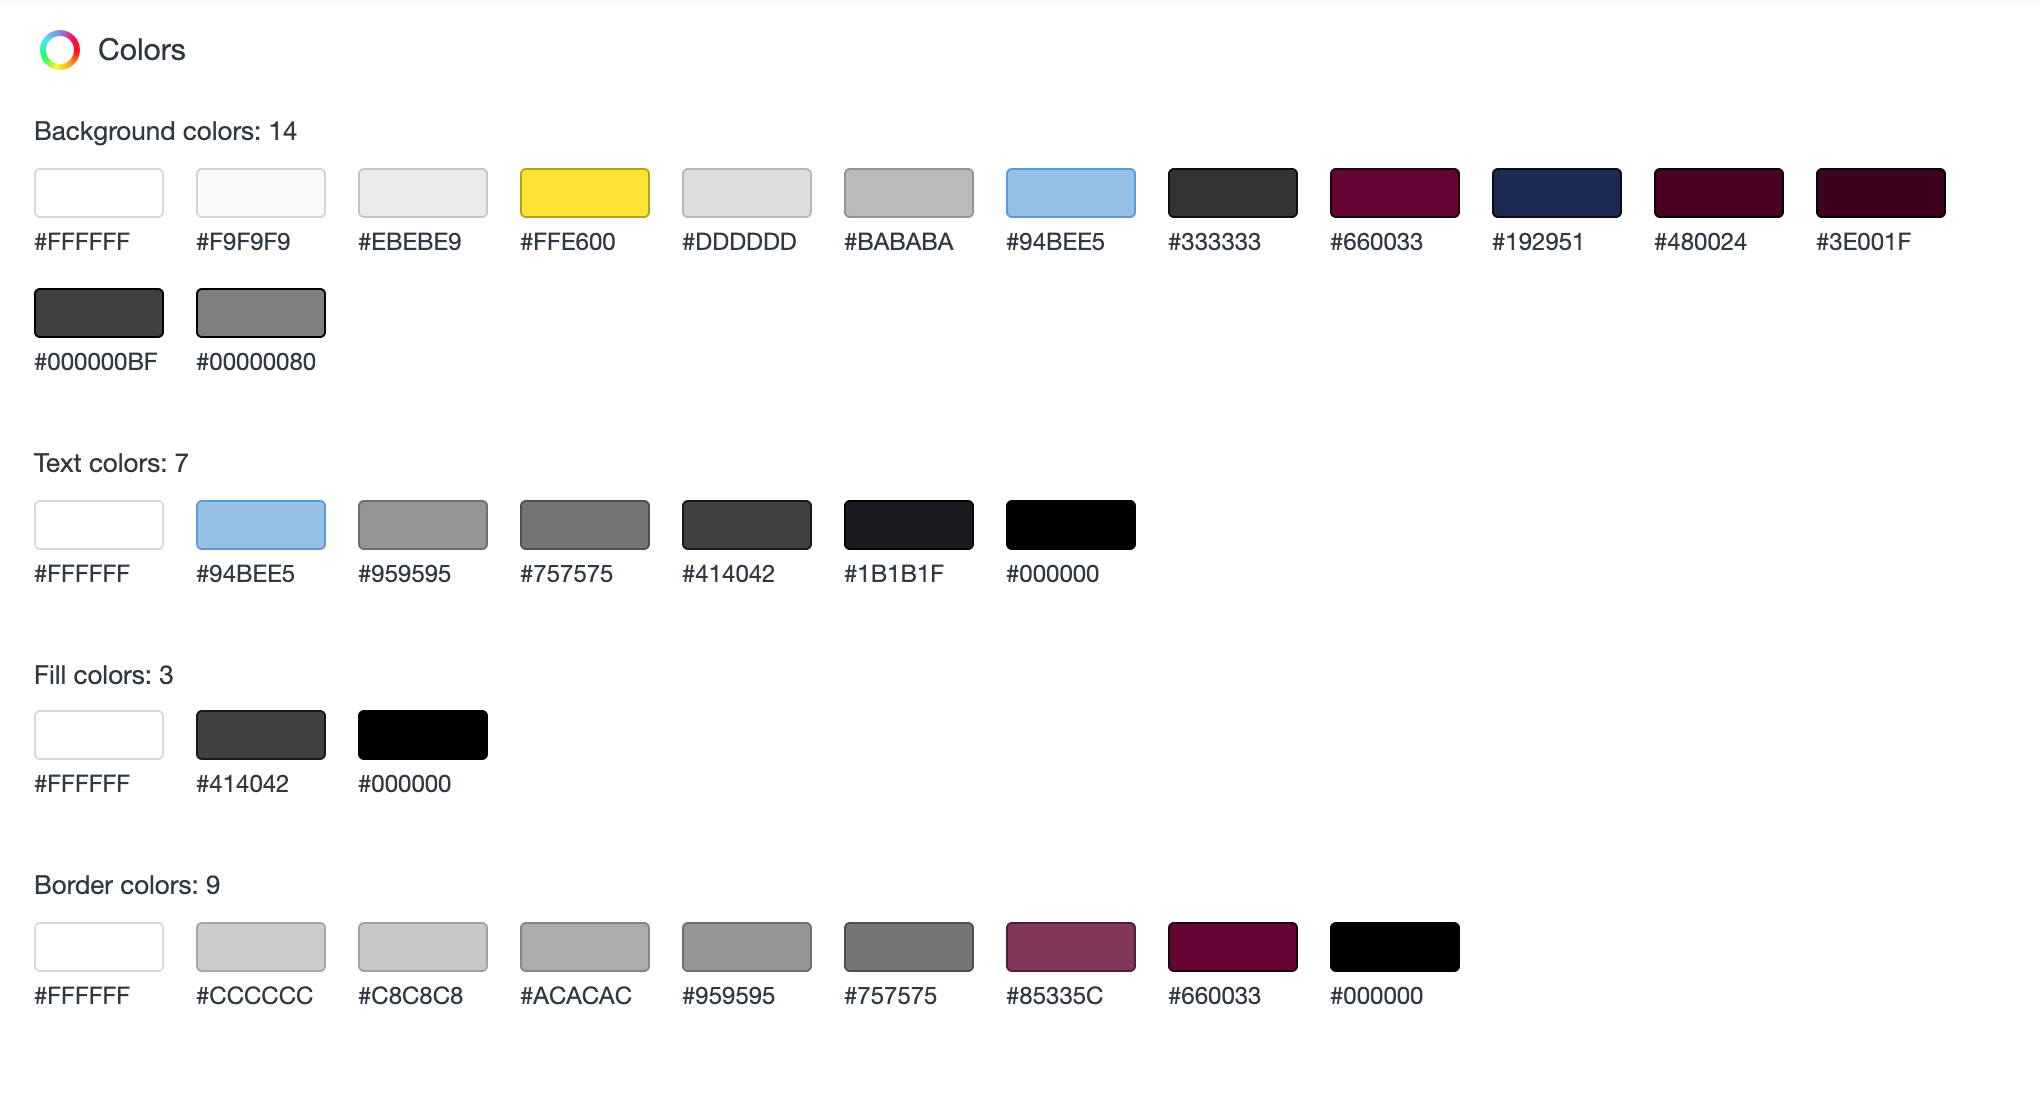 Colors
Background colors: 14
#FFFFFF #F9F9F9 #EBEBE9 #FFE600 #DDDDDD #BABABA #94BEE5 #333333 #660033 #192951 #480024 #3E001F
#000000BF #00000080
Text colors: 7
#FFFFFF #94BEE5 #959595 #757575 #414042 #1B1B1F #000000
Fill colors: 3
#FFFFFF #414042 #000000
Border colors: 9
#FFFFFF #CCCCCC #C8C8C8 #ACACAC #959595 #757575 #85335C #660033 #000000